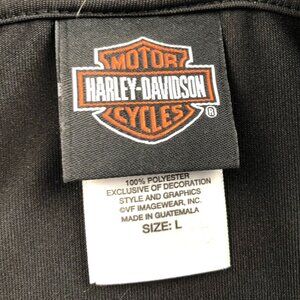 MOTOR
HARLEY-DAVIDSON
CYCLES
®
100% POLYESTER
EXCLUSIVE OF DECORATION
STYLE AND GRAPHICS
©VF IMAGEWEAR, INC.
MADE IN GUATEMALA
SIZE: L